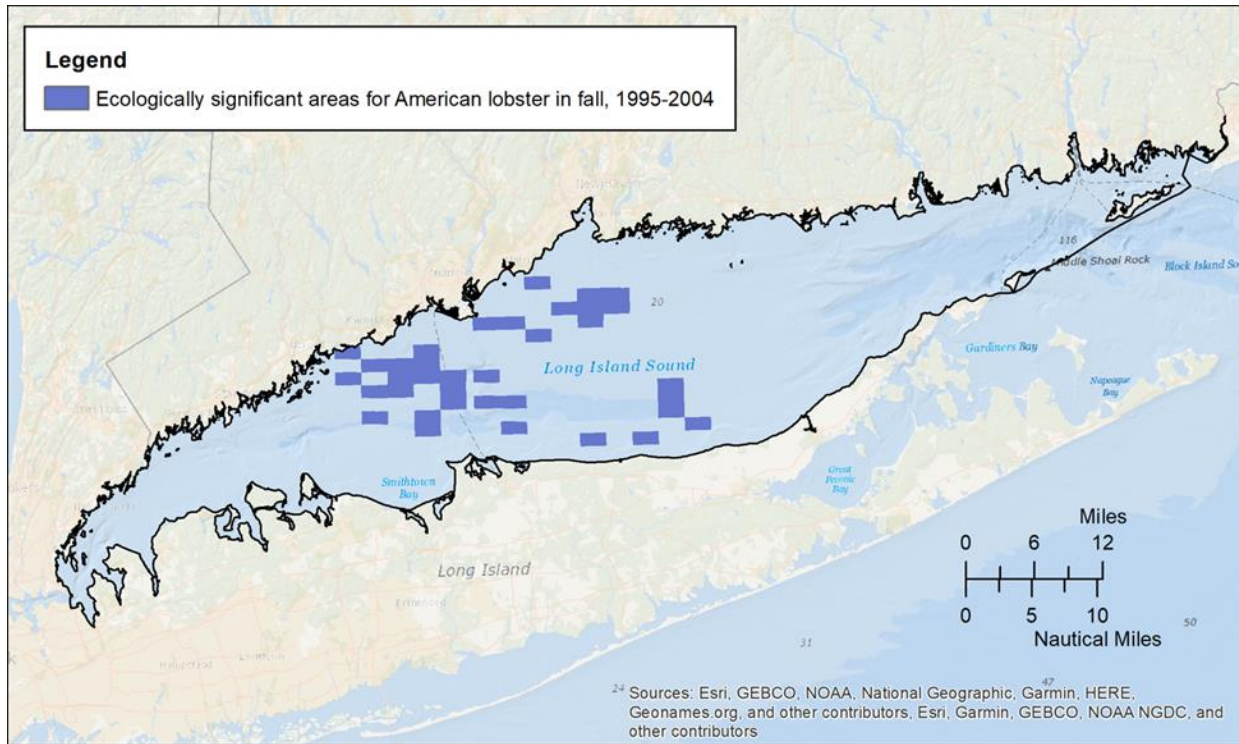 Legend
Ecologically significant areas for American lobster in fall, 1995-2004
116
Middle Shoal Rock
Block Island So
20
Long Island Sound
Gardiners Bay
Napeague
Bay
Smithtown
Bay
Great
Peconic
Bay
Long Island
Miles
0 6 12
0 5 10
Nautical Miles
50
31
24
47
Sources: Esri, GEBCO, NOAA, National Geographic, Garmin, HERE,
Geonames.org, and other contributors, Esri, Garmin, GEBCO, NOAA NGDC, and
other contributors